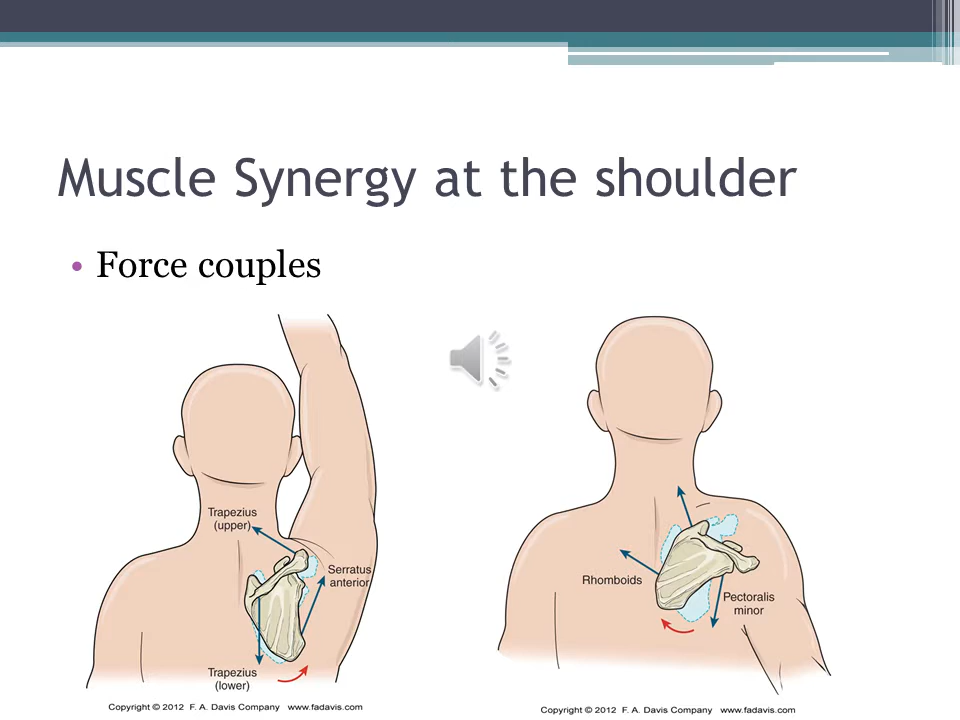 Muscle Synergy at the shoulder
• Force couples
Trapezius
(upper)
Serratus
anterior
Trapezius
(lower)
Copyright © 2012 F. A. Davis Company www.fadavis.com
Rhomboids
Pectoralis
minor
Copyright © 2012 F. A. Davis Company www.fadavis.com